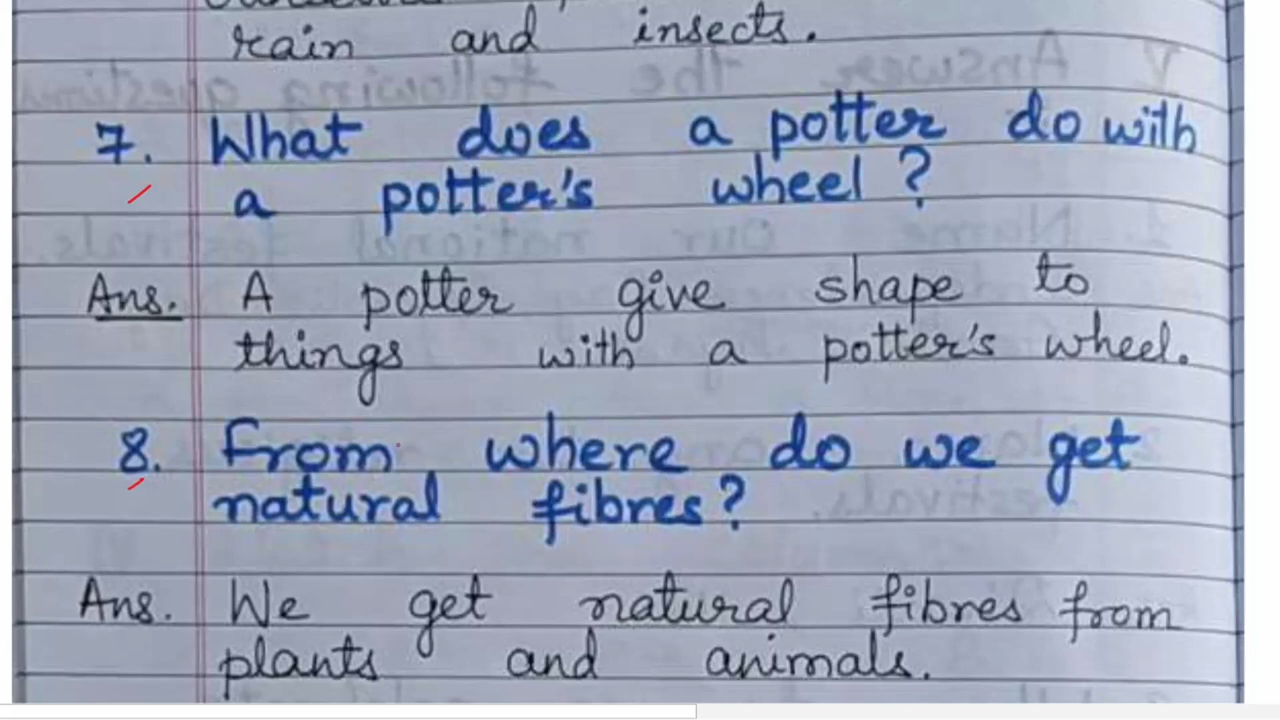 rain and insects.
7. What does a potter do with
a potter's wheel?
Ans. A potter give shape to
things with a potter's wheel.
8. From where do we get
natural fibres?
Ans. We get natural fibres from
plants and animals.